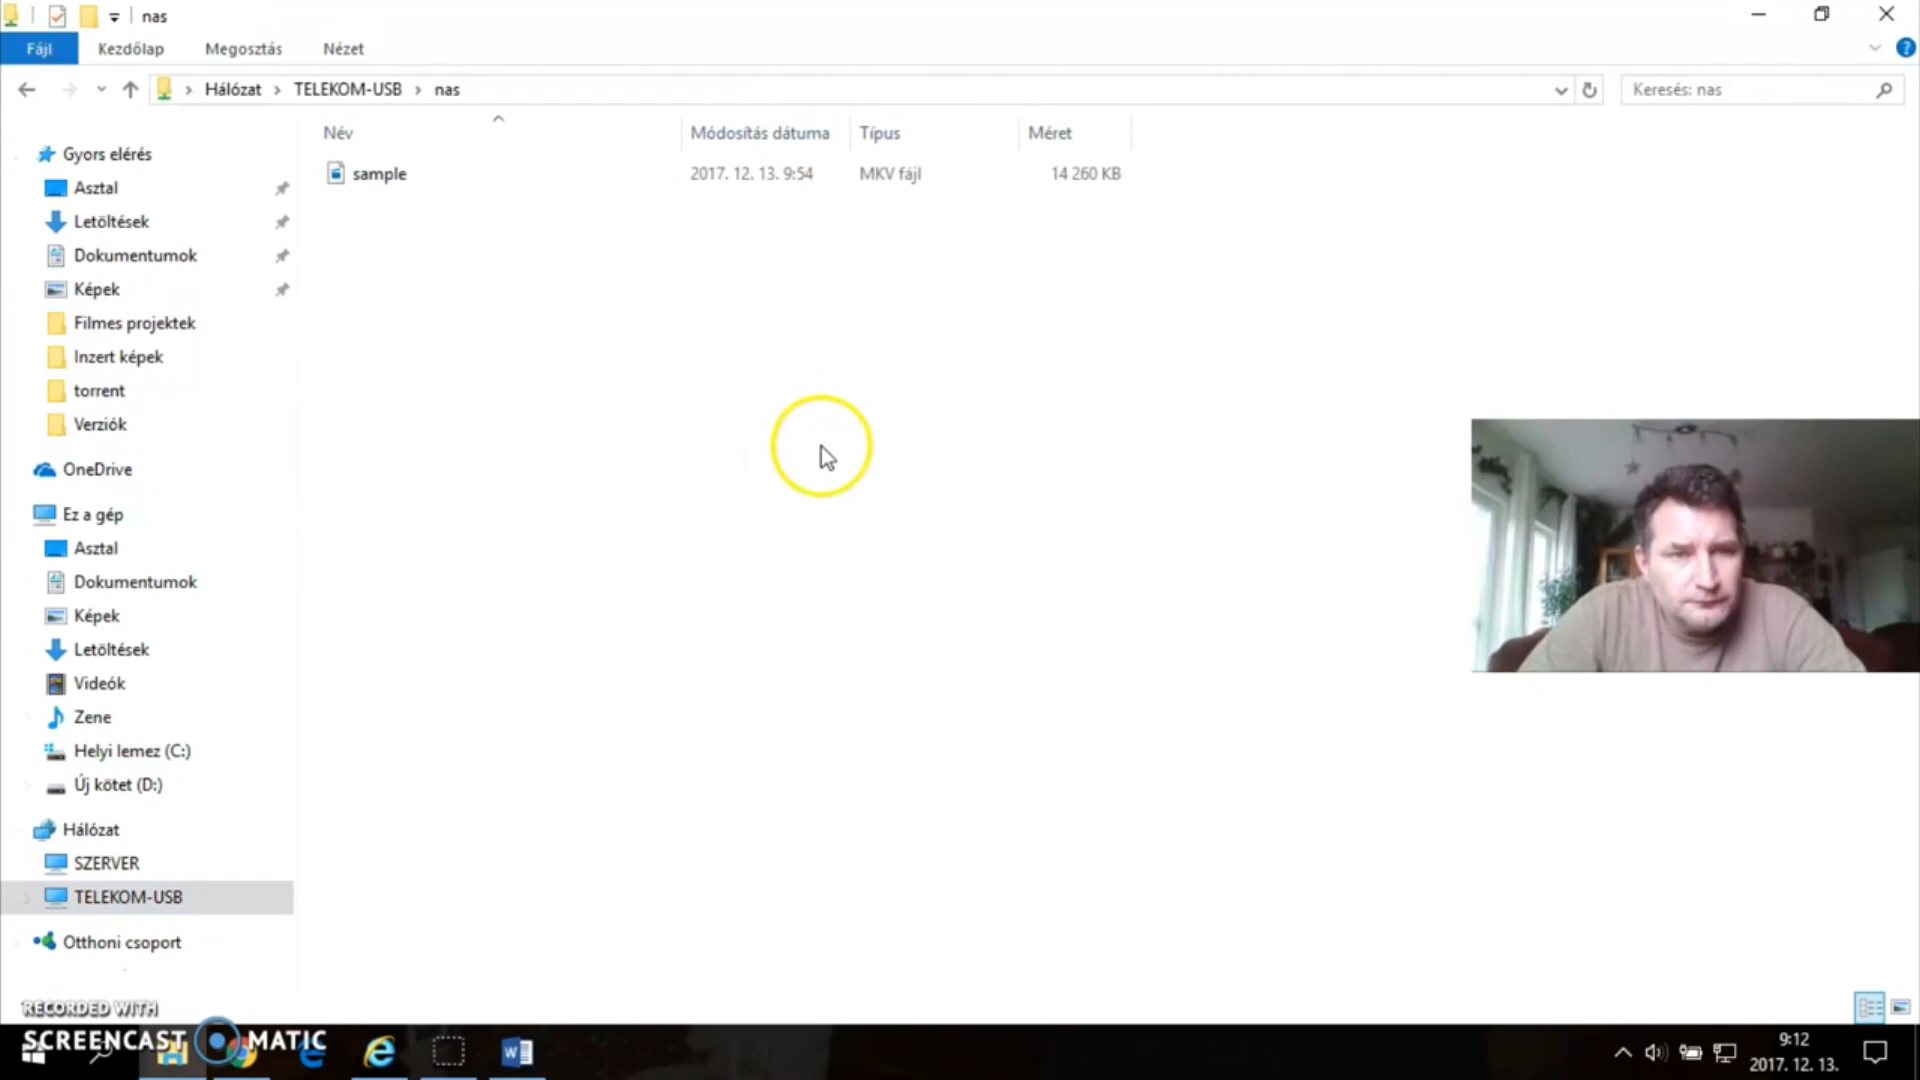 nas
Fájl Kezdőlap Megosztás Nézet
Hálózat TELEKOM-USB nas
Keresés: nas
Név Módosítás dátuma Típus Méret
sample 2017. 12. 13. 9:54 MKV fájl 14 260 KB
Gyors elérés
Asztal
Letöltések
Dokumentumok
Képek
Filmes projektek
Inzert képek
torrent
Verziók
OneDrive
Ez a gép
Asztal
Dokumentumok
Képek
Letöltések
Videók
Zene
Helyi lemez (C:)
Új kötet (D:)
Hálózat
SZERVER
TELEKOM-USB
Otthoni csoport
RECORDED WITH
SCREENCAST MATIC
9:12
2017. 12. 13.